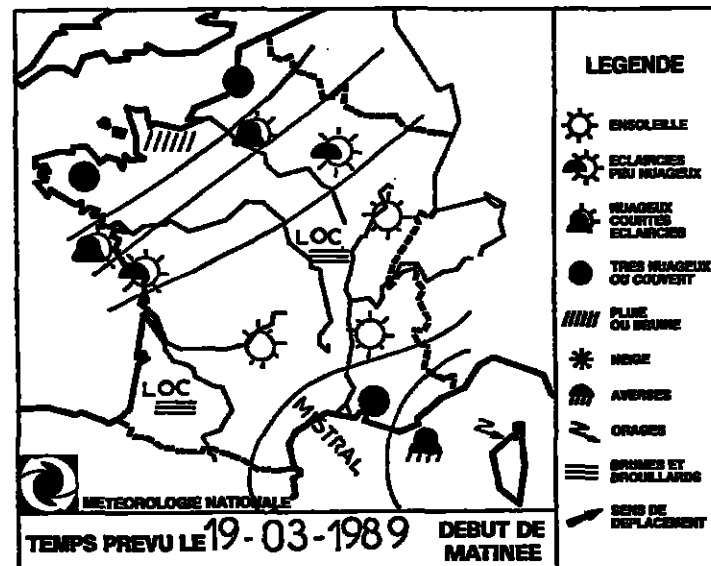 LEGENDE
ENSOLEILLE
ECLAIRCIES
PEU NUAGEUX
NUAGEUX
COURTES
ECLAIRCIES
TRES NUAGEUX
OU COUVERT
PLUIE
OU BRUINE
NEIGE
AVERSES
ORAGES
BRUMES ET
BROUILLARDS
SENS DE
DEPLACEMENT
LOC
LOC
MISTRAL
METEOROLOGIE NATIONALE
TEMPS PREVU LE 19-03-1989 DEBUT DE
MATINEE